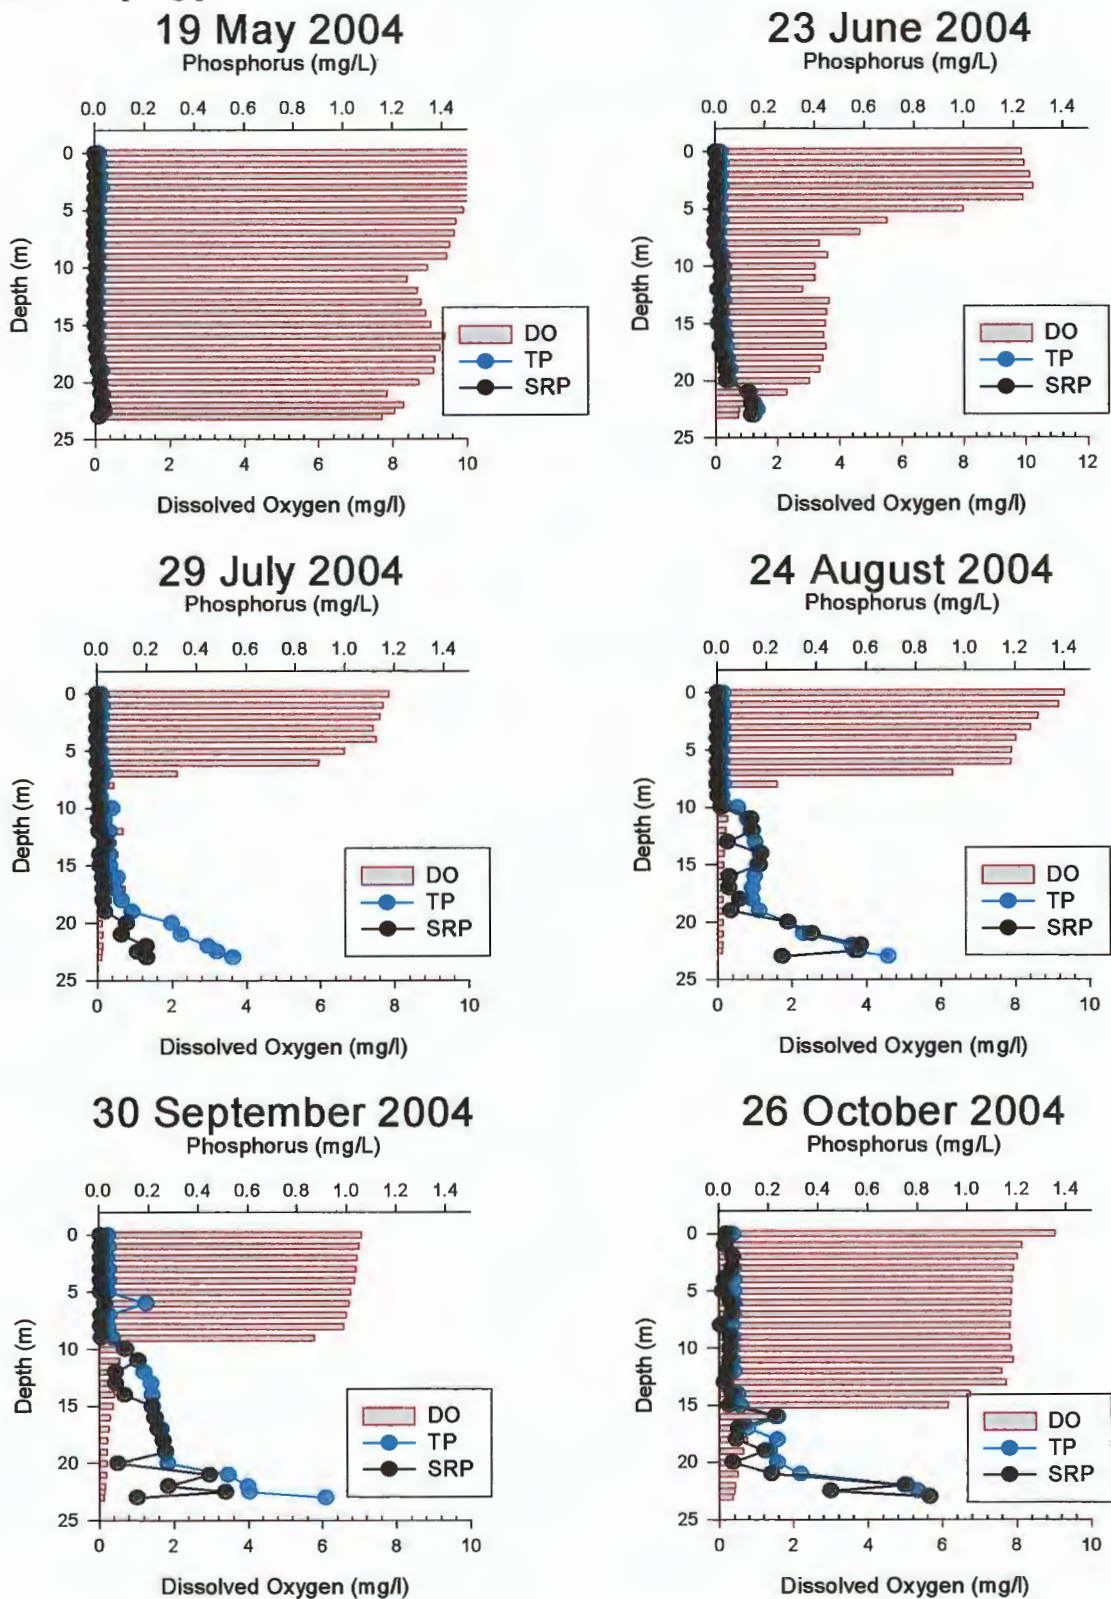 19 May 2004
Phosphorus (mg/L)
0.0 0.2 0.4 0.6 0.8 1.0 1.2 1.4
0
5
10
15
20
25
Depth (m)
DO
TP
SRP
0 2 4 6 8 10
Dissolved Oxygen (mg/l)
23 June 2004
Phosphorus (mg/L)
0.0 0.2 0.4 0.6 0.8 1.0 1.2 1.4
0
5
10
15
20
25
Depth (m)
DO
TP
SRP
0 2 4 6 8 10 12
Dissolved Oxygen (mg/l)
29 July 2004
Phosphorus (mg/L)
0.0 0.2 0.4 0.6 0.8 1.0 1.2 1.4
0
5
10
15
20
25
Depth (m)
DO
TP
SRP
0 2 4 6 8 10
Dissolved Oxygen (mg/l)
24 August 2004
Phosphorus (mg/L)
0.0 0.2 0.4 0.6 0.8 1.0 1.2 1.4
0
5
10
15
20
25
Depth (m)
DO
TP
SRP
0 2 4 6 8 10
Dissolved Oxygen (mg/l)
30 September 2004
Phosphorus (mg/L)
0.0 0.2 0.4 0.6 0.8 1.0 1.2 1.4
0
5
10
15
20
25
Depth (m)
DO
TP
SRP
0 2 4 6 8 10
Dissolved Oxygen (mg/l)
26 October 2004
Phosphorus (mg/L)
0.0 0.2 0.4 0.6 0.8 1.0 1.2 1.4
0
5
10
15
20
25
Depth (m)
DO
TP
SRP
0 2 4 6 8 10
Dissolved Oxygen (mg/l)